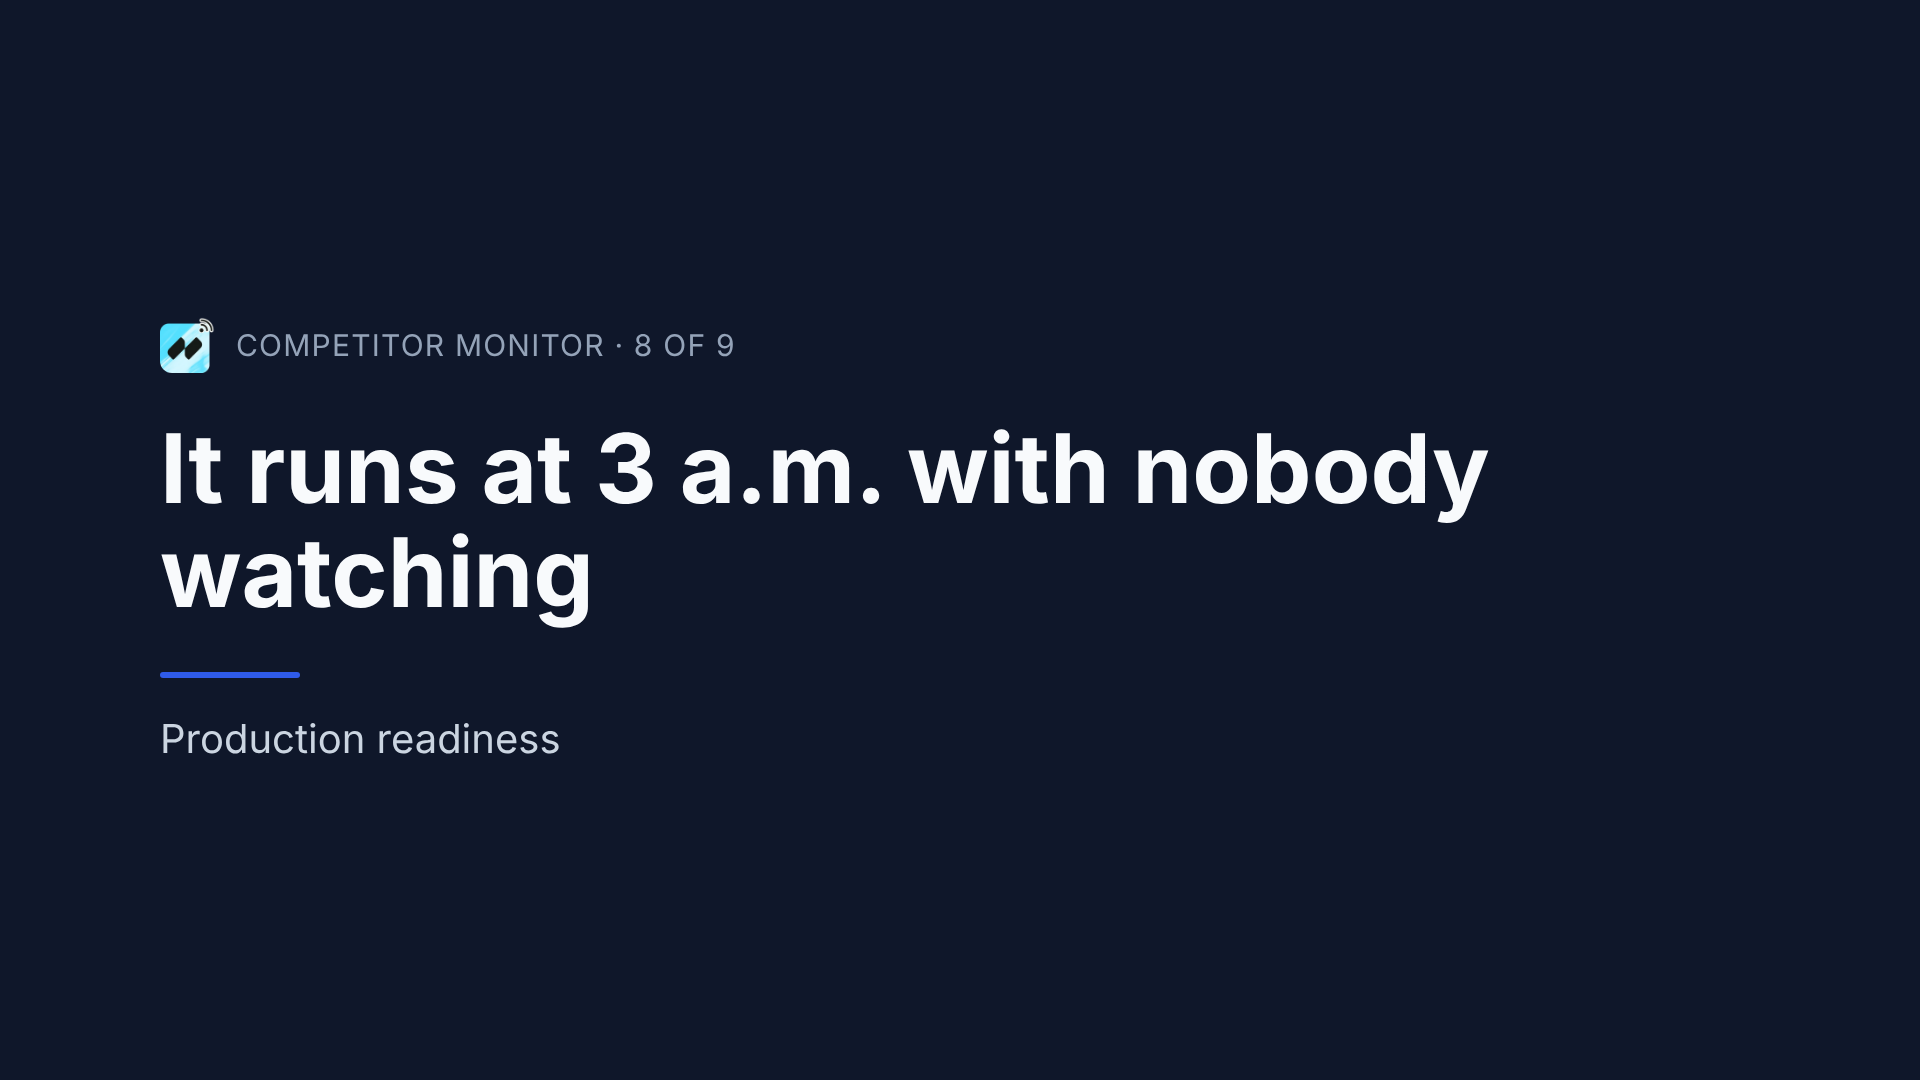 COMPETITOR MONITOR · 8 OF 9
It runs at 3 a.m. with nobody
watching
Production readiness